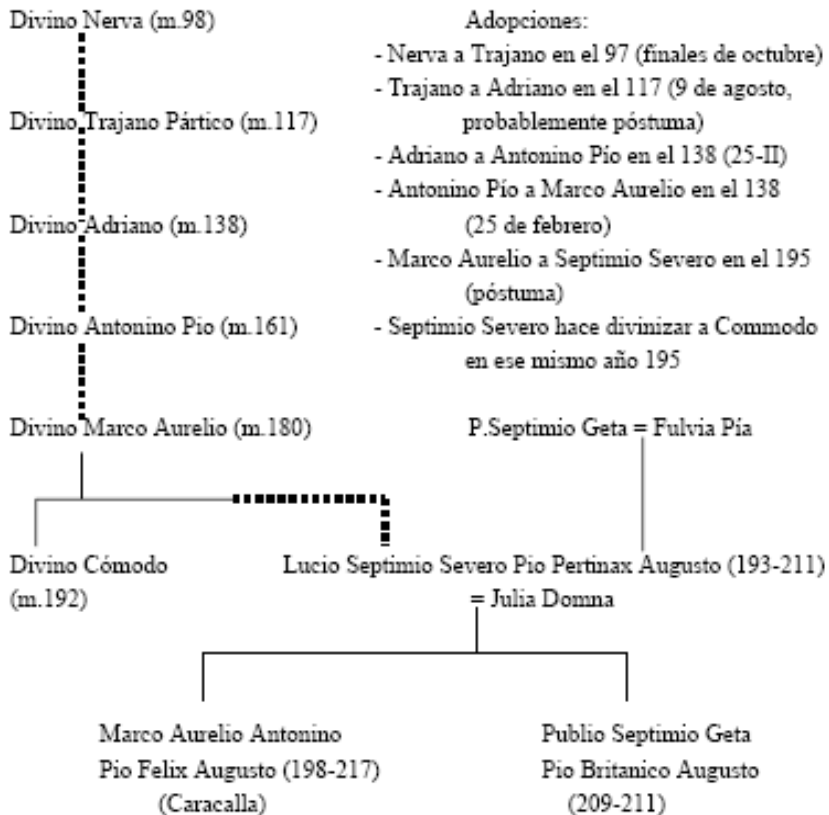 Divino Nerva (m.98)
Adopciones:
- Nerva a Trajano en el 97 (finales de octubre)
- Trajano a Adriano en el 117 (9 de agosto,
probablemente póstuma)
- Adriano a Antonino Pío en el 138 (25-II)
- Antonino Pío a Marco Aurelio en el 138
(25 de febrero)
- Marco Aurelio a Septimio Severo en el 195
(póstuma)
- Septimio Severo hace divinizar a Commodo
en ese mismo año 195
Divino Trajano Pártico (m.117)
Divino Adriano (m.138)
Divino Antonino Pio (m.161)
Divino Marco Aurelio (m.180)
P.Septimio Geta = Fulvia Pía
Divino Cómodo
(m.192)
Lucio Septimio Severo Pio Pertinax Augusto (193-211)
= Julia Domna
Marco Aurelio Antonino
Pio Felix Augusto (198-217)
(Caracalla)
Publio Septimio Geta
Pio Britanico Augusto
(209-211)